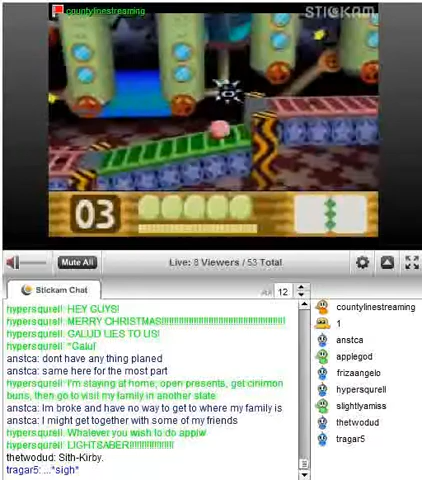 countylinestreaming
STICKAM
03
Mute All
Live: 8 Viewers / 53 Total
Stickam Chat
AA 12
hypersqurell: HEY GUYS!
hypersqurell: MERRY CHRISTMAS!!!!!!!!!!!!!!!!!!!!!!!!!!!!!!!!!!!!!!!!!!!!!!!!
hypersqurell: GALUD LIES TO US!
hypersqurell: *Galul
anstca: dont have any thing planed
anstca: same here for the most part
hypersqurell: I'm staying at home, open presents, get cinimon
buns, then go to visit my family in another state
anstca: Im broke and have no way to get to where my family is
anstca: I might get together with some of my friends
hypersqurell: Whalever you wish to do appiw
hypersqurell: LIGHTSABER!!!!!!!!!!!!!!!!!
thetwodud: Sith-Kirby.
tragar5: ...*sigh*
countylinestreaming
1
anstca
applegod
frizaangelo
hypersqurell
slightlyamiss
thetwodud
tragar5